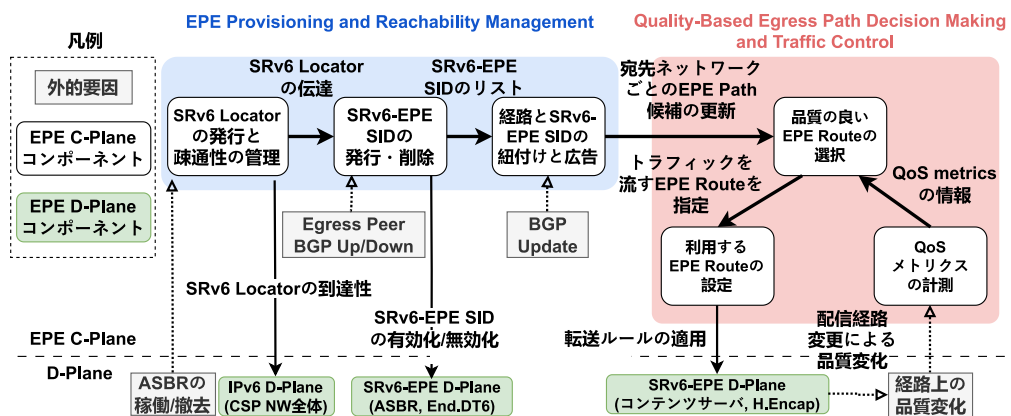 EPE Provisioning and Reachability Management
Quality-Based Egress Path Decision Making
and Traffic Control
凡例
外的要因
EPE C-Plane
コンポーネント
EPE D-Plane
コンポーネント
SRv6 Locator
の伝達
SRv6-EPE
SIDのリスト
宛先ネットワーク
ごとのEPE Path
候補の更新
SRv6 Locator
の発行と
疎通性の管理
SRv6-EPE
SIDの
発行・削除
経路とSRv6-
EPE SIDの
紐付けと広告
品質の良い
EPE Routeの
選択
トラフィックを
流すEPE Routeを
指定
QoS metrics
の情報
Egress Peer
BGP Up/Down
BGP
Update
利用する
EPE Routeの
設定
QoS
メトリクス
の計測
SRv6 Locatorの到達性
SRv6-EPE SID
の有効化/無効化
転送ルールの適用
配信経路
変更による
品質変化
EPE C-Plane
D-Plane
ASBRの
稼働/撤去
IPv6 D-Plane
(CSP NW全体)
SRv6-EPE D-Plane
(ASBR, End.DT6)
SRv6-EPE D-Plane
(コンテンツサーバ, H.Encap)
経路上の
品質変化